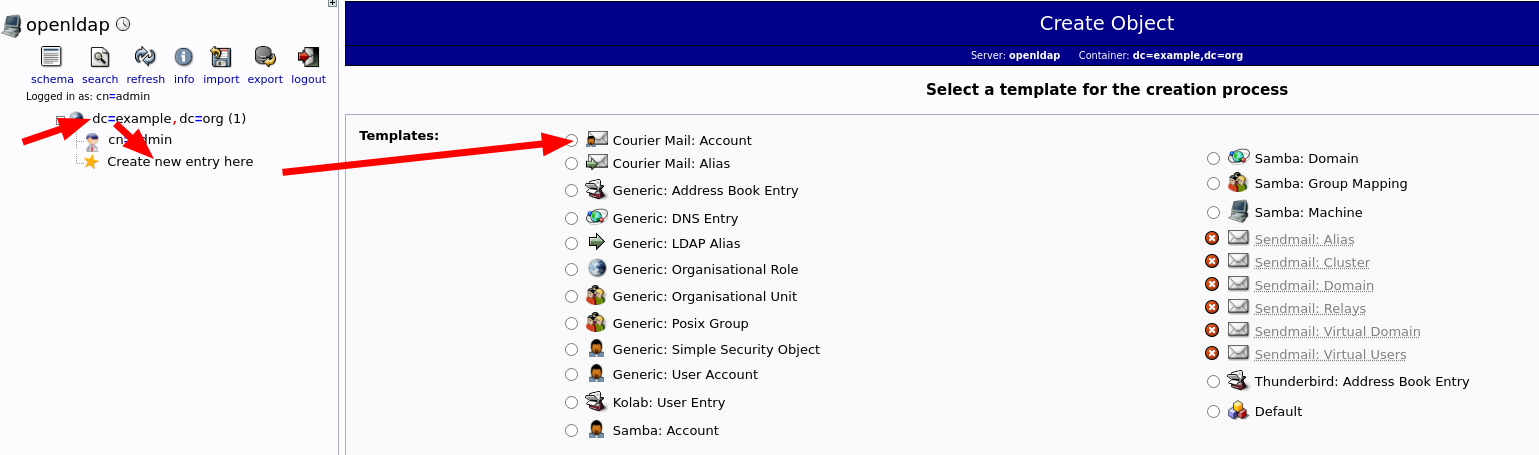 openldap
schema search refresh info import export logout
Logged in as: cn=admin
dc=example,dc=org (1)
cn=admin
Create new entry here
Create Object
Server: openldap Container: dc=example,dc=org
Select a template for the creation process
Templates:
Courier Mail: Account
Courier Mail: Alias
Generic: Address Book Entry
Generic: DNS Entry
Generic: LDAP Alias
Generic: Organisational Role
Generic: Organisational Unit
Generic: Posix Group
Generic: Simple Security Object
Generic: User Account
Kolab: User Entry
Samba: Account
Samba: Domain
Samba: Group Mapping
Samba: Machine
Sendmail: Alias
Sendmail: Cluster
Sendmail: Domain
Sendmail: Relays
Sendmail: Virtual Domain
Sendmail: Virtual Users
Thunderbird: Address Book Entry
Default